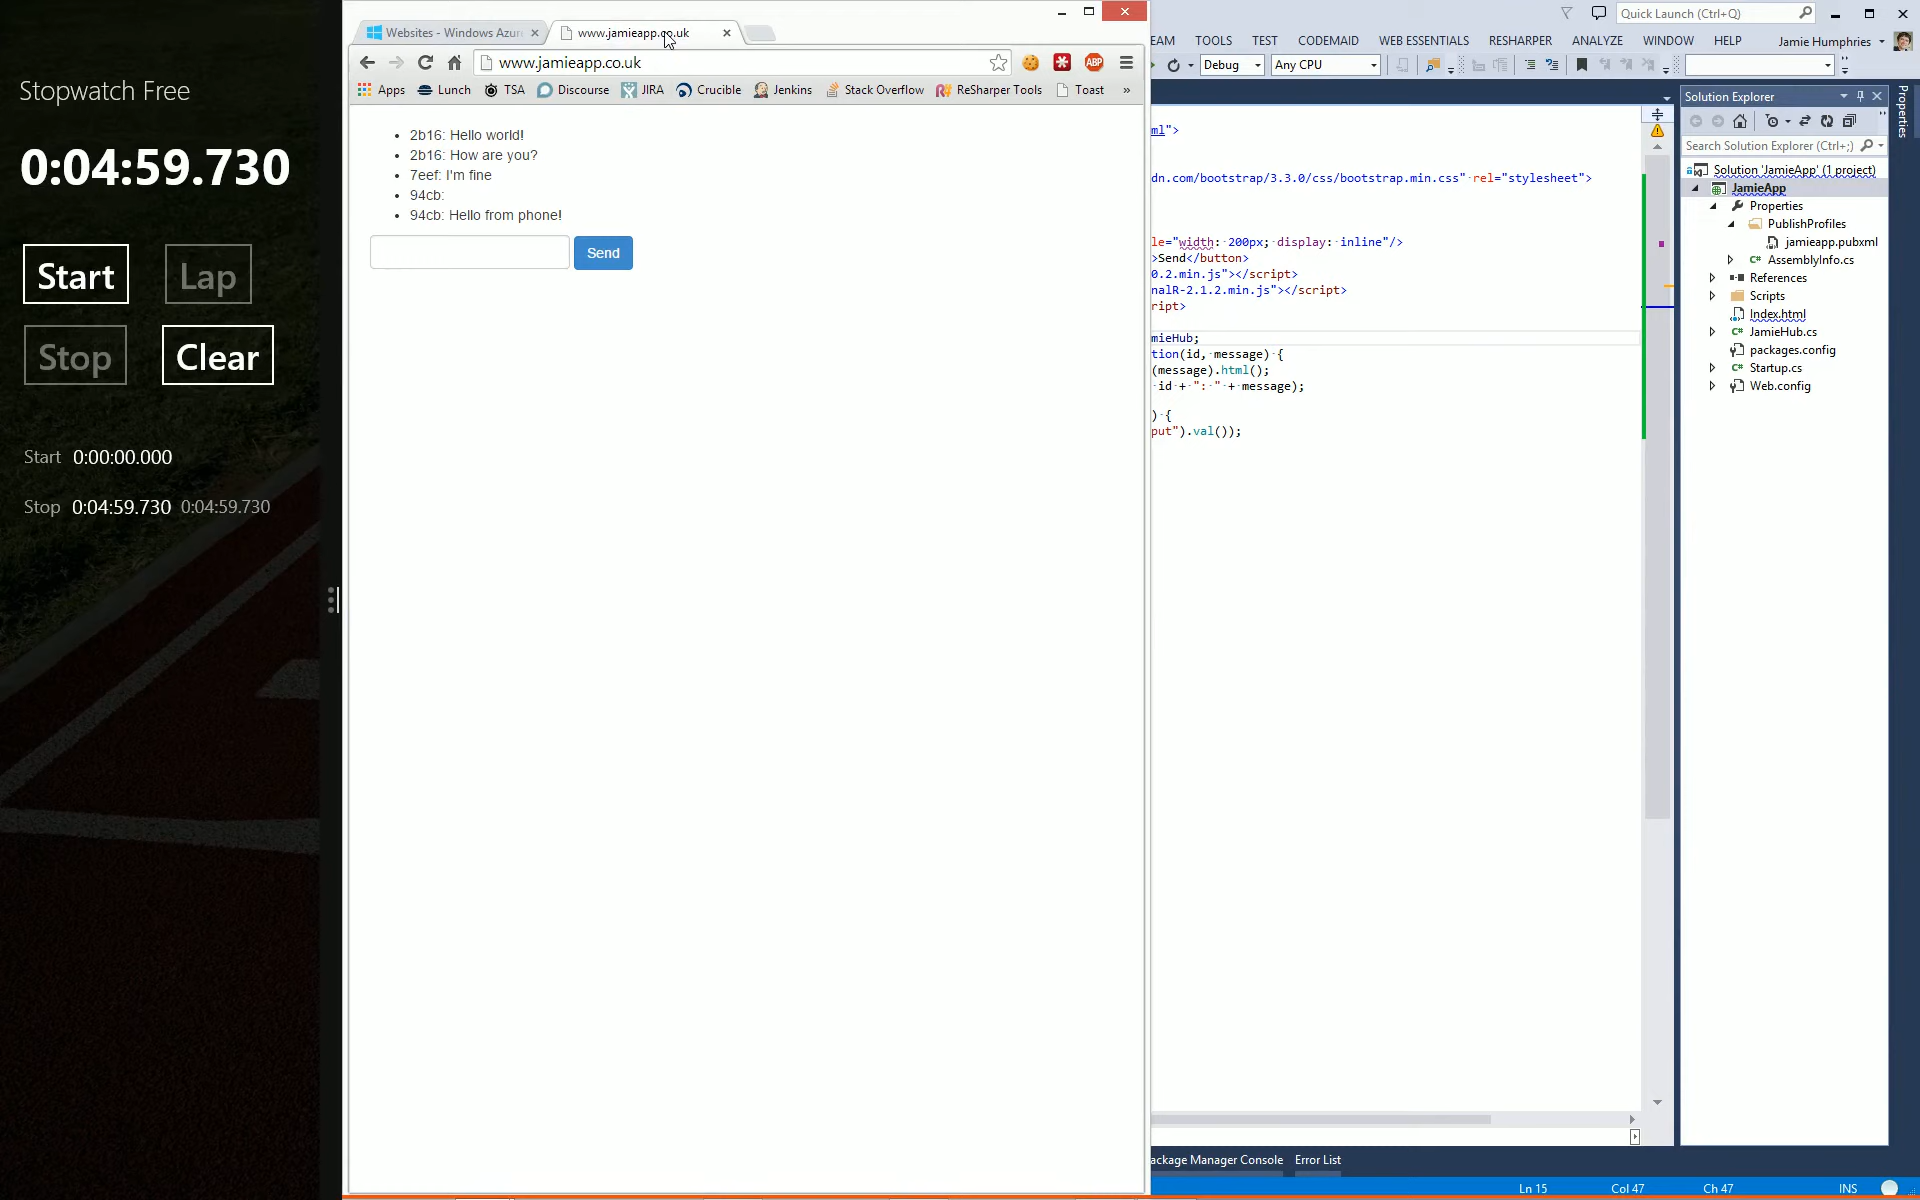 Stopwatch Free
0:04:59.730
Start Lap
Stop Clear
Start 0:00:00.000
Stop 0:04:59.730 0:04:59.730
Websites - Windows Azur
www.jamieapp.co.uk
www.jamieapp.co.uk
ABP
Apps Lunch TSA Discourse JIRA Crucible Jenkins Stack Overflow ReSharper Tools Toast »
• 2b16: Hello world!
• 2b16: How are you?
• 7eef: I'm fine
• 94cb:
• 94cb: Hello from phone!
Send
Quick Launch (Ctrl+Q)
EAM TOOLS TEST CODEMAID WEB ESSENTIALS RESHARPER ANALYZE WINDOW HELP Jamie Humphries
Debug Any CPU
ml">
dn.com/bootstrap/3.3.0/css/bootstrap.min.css" rel="stylesheet">
le="width: 200px; display: inline"/>
>Send</button>
0.2.min.js"></script>
nalR-2.1.2.min.js"></script>
ript>
mieHub;
tion(id, message) {
(message).html();
id + ": " + message);
) {
put").val());
Solution Explorer
Search Solution Explorer (Ctrl+;)
Solution 'JamieApp' (1 project)
JamieApp
Properties
PublishProfiles
jamieapp.pubxml
AssemblyInfo.cs
References
Scripts
Index.html
JamieHub.cs
packages.config
Startup.cs
Web.config
Properties
ackage Manager Console Error List
Ln 15 Col 47 Ch 47 INS